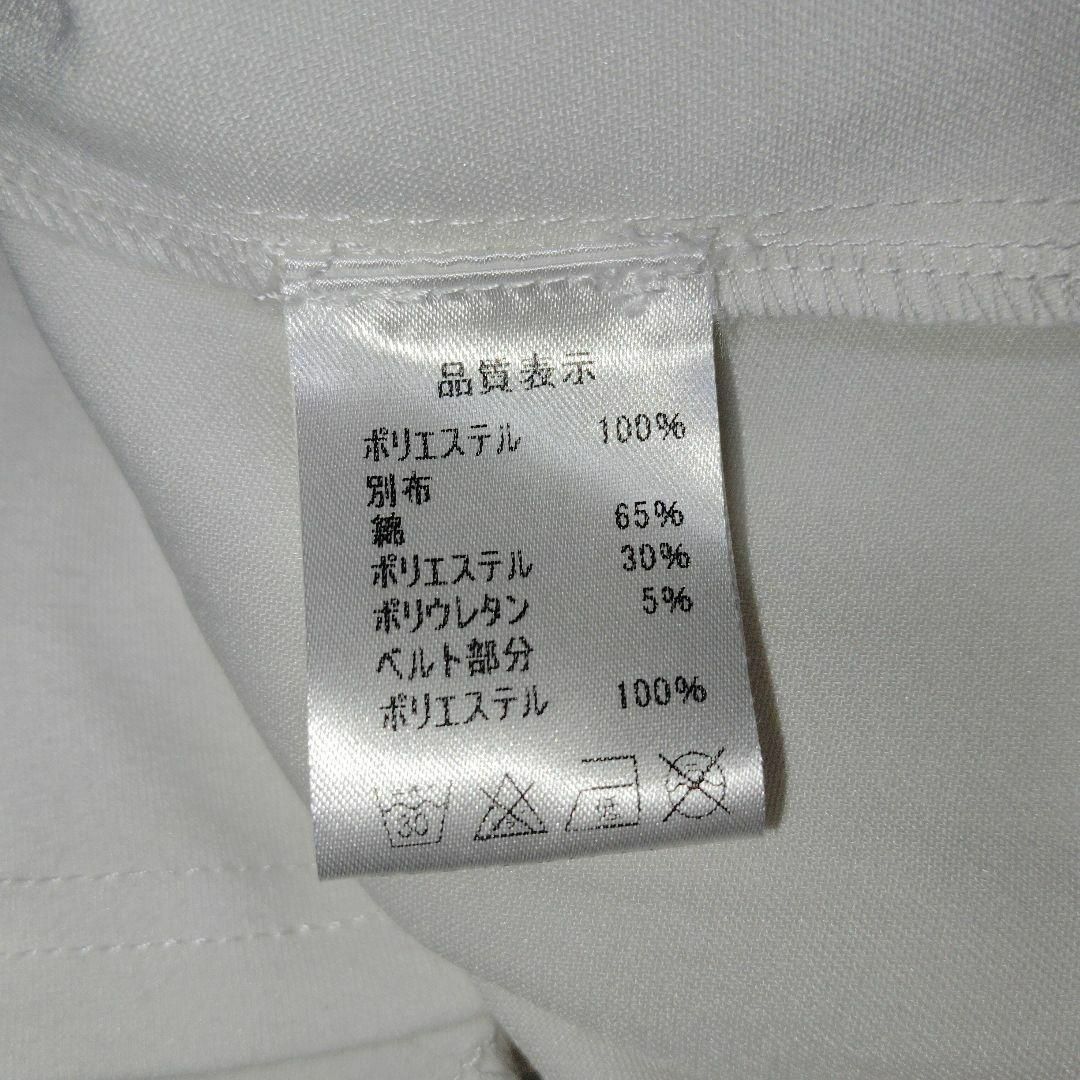 品質表示
ポリエステル 100%
別布
綿 65%
ポリエステル 30%
ポリウレタン 5%
ベルト部分
ポリエステル 100%
30